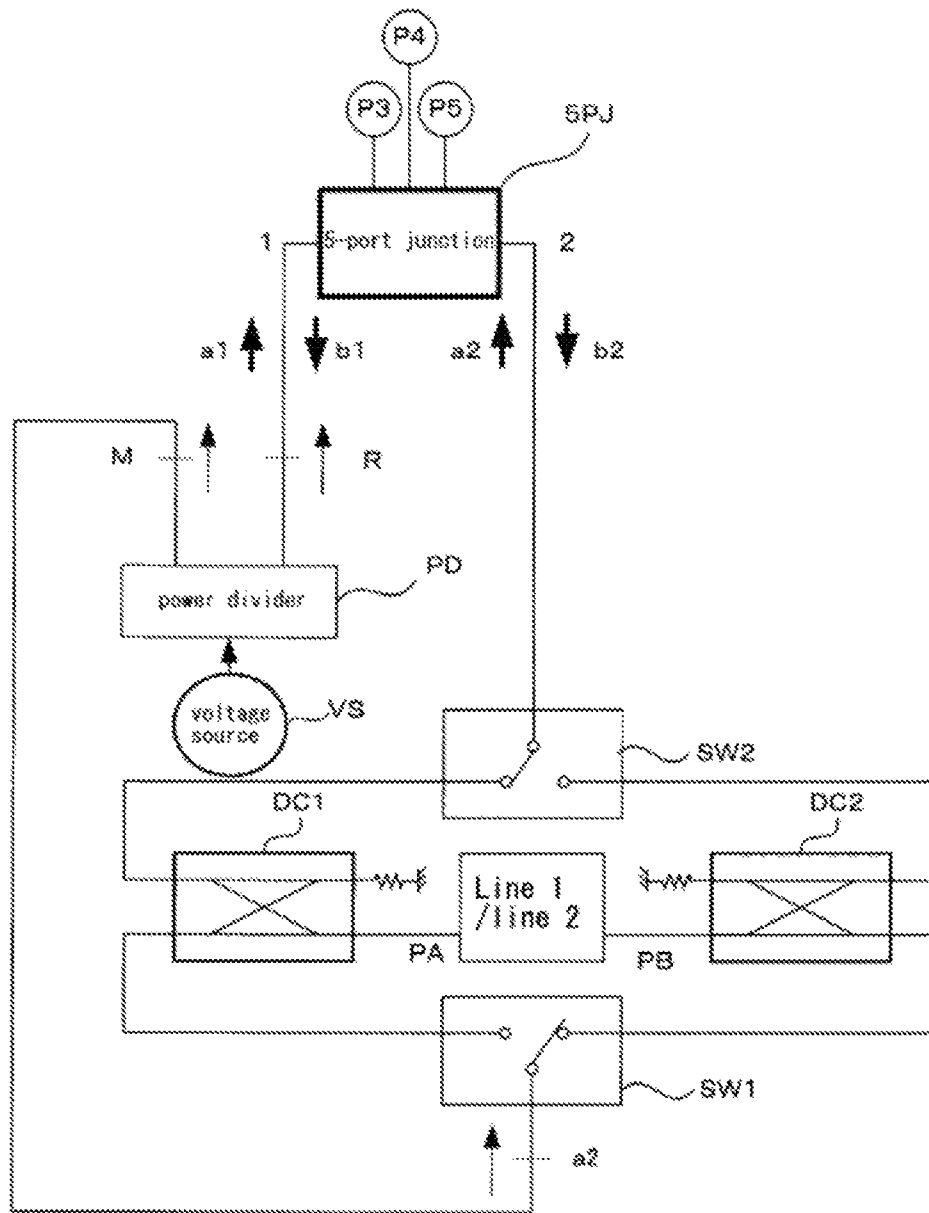 P4
P3
P5
5PJ
1
5-port junction
2
a1
b1
a2
b2
M
R
PD
power divider
voltage
source
VS
SW2
DC1
DC2
Line 1
/line 2
PA
PB
SW1
a2